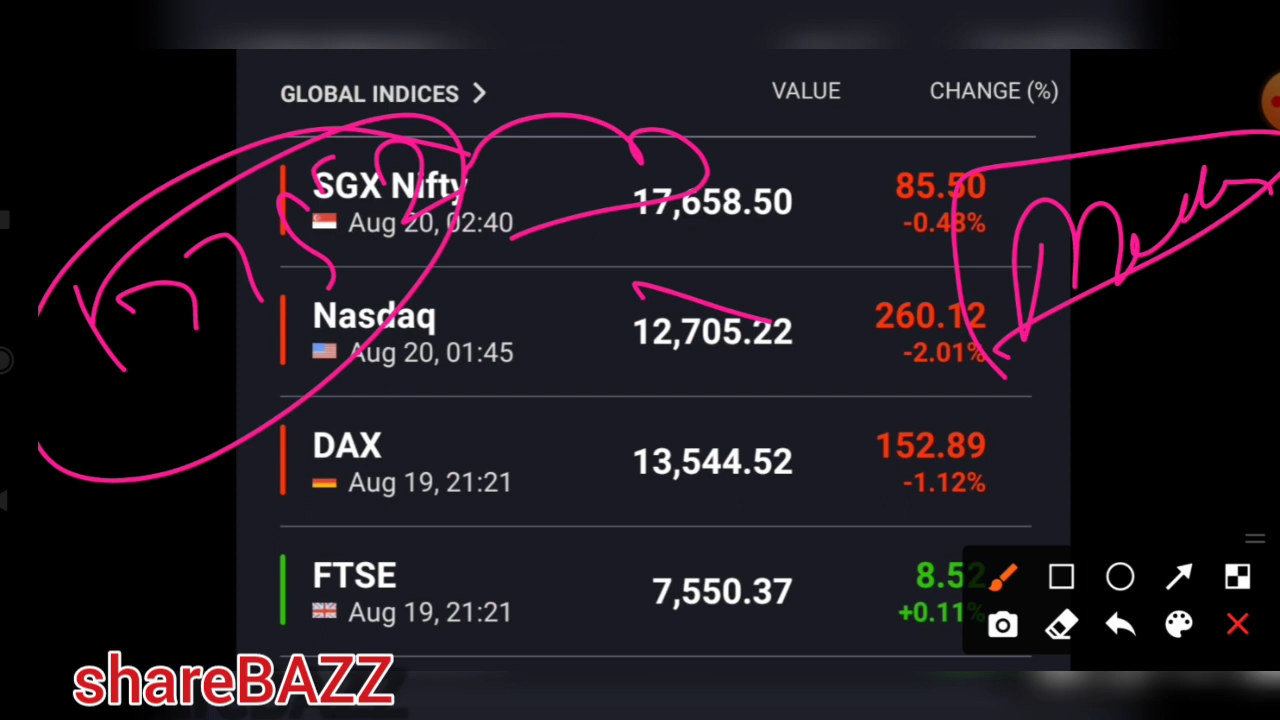 GLOBAL INDICES VALUE CHANGE (%)
SGX Nifty 17,658.50 85.50
Aug 20, 02:40 -0.48%
Nasdaq 12,705.22 260.12
Aug 20, 01:45 -2.01%
DAX 13,544.52 152.89
Aug 19, 21:21 -1.12%
FTSE 7,550.37 8.52
Aug 19, 21:21 +0.11%
shareBAZZ